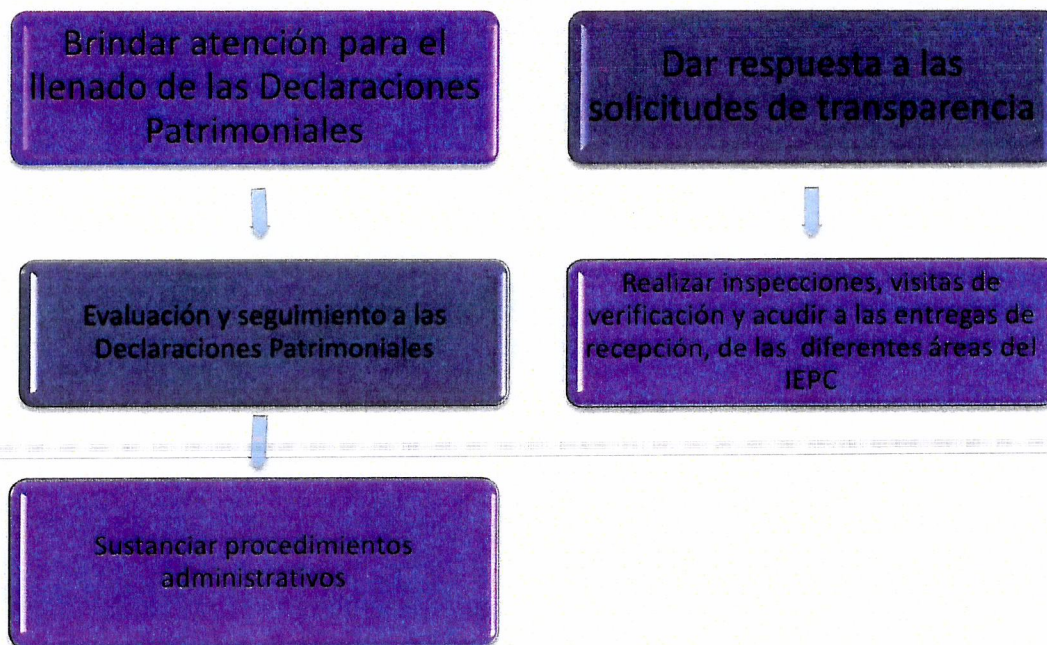 Brindar atención para el
llenado de las Declaraciones
Patrimoniales
Evaluación y seguimiento a las
Declaraciones Patrimoniales
Sustanciar procedimientos
administrativos
Dar respuesta a las
solicitudes de transparencia
Realizar inspecciones, visitas de
verificación y acudir a las entregas de
recepción, de las diferentes áreas del
IEPC